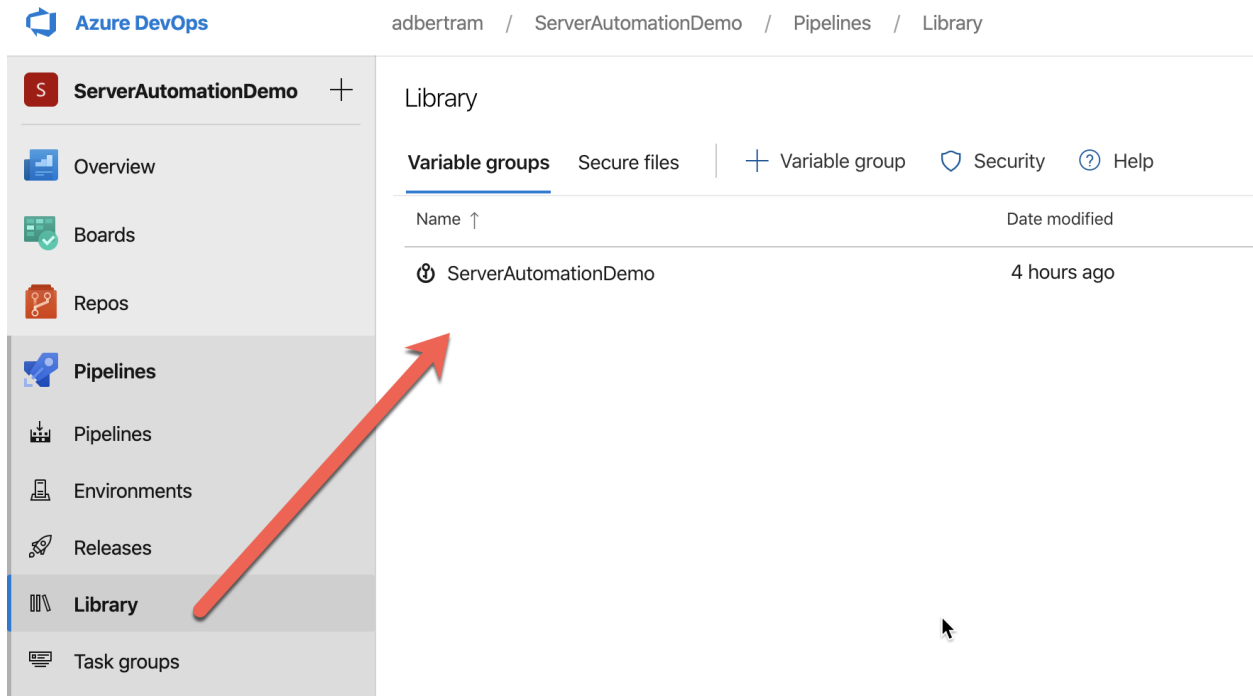 Azure DevOps
adbertram / ServerAutomationDemo / Pipelines / Library
S ServerAutomationDemo
Overview
Boards
Repos
Pipelines
Pipelines
Environments
Releases
Library
Task groups
Library
Variable groups Secure files + Variable group Security ? Help
Name ↑ Date modified
ServerAutomationDemo 4 hours ago